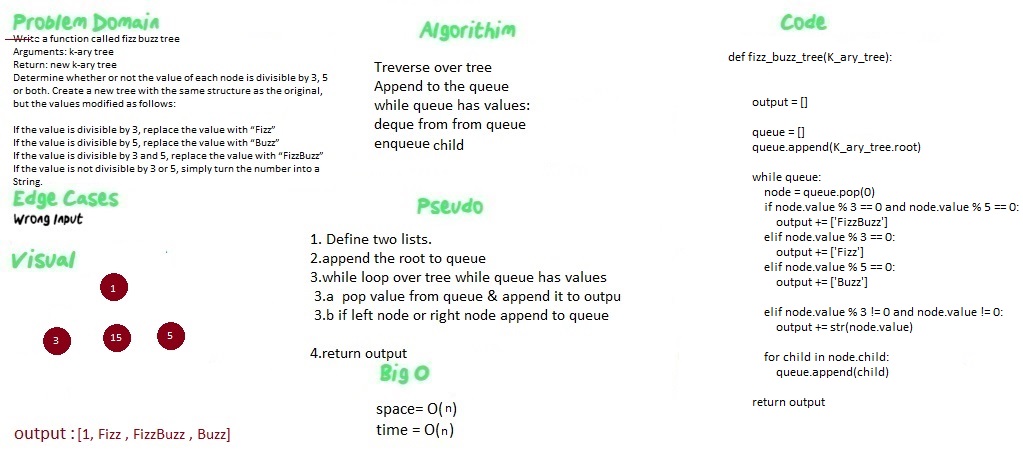 Problem Domain
Write a function called fizz buzz tree
Arguments: k-ary tree
Return: new k-ary tree
Determine whether or not the value of each node is divisible by 3, 5
or both. Create a new tree with the same structure as the original,
but the values modified as follows:
If the value is divisible by 3, replace the value with “Fizz”
If the value is divisible by 5, replace the value with “Buzz”
If the value is divisible by 3 and 5, replace the value with “FizzBuzz”
If the value is not divisible by 3 or 5, simply turn the number into a
String.
Edge Cases
Wrong Input
Visual
1
3
15
5
output : [1, Fizz , FizzBuzz , Buzz]
Algorithim
Treverse over tree
Append to the queue
while queue has values:
deque from from queue
enqueue child
Pseudo
1. Define two lists.
2.append the root to queue
3.while loop over tree while queue has values
3.a pop value from queue & append it to outpu
3.b if left node or right node append to queue
4.return output
Big O
space= O(n)
time = O(n)
Code
def fizz_buzz_tree(K_ary_tree):
output = []
queue = []
queue.append(K_ary_tree.root)
while queue:
node = queue.pop(0)
if node.value % 3 == 0 and node.value % 5 == 0:
output += ['FizzBuzz']
elif node.value % 3 == 0:
output += ['Fizz']
elif node.value % 5 == 0:
output += ['Buzz']
elif node.value % 3 != 0 and node.value != 0:
output += str(node.value)
for child in node.child:
queue.append(child)
return output